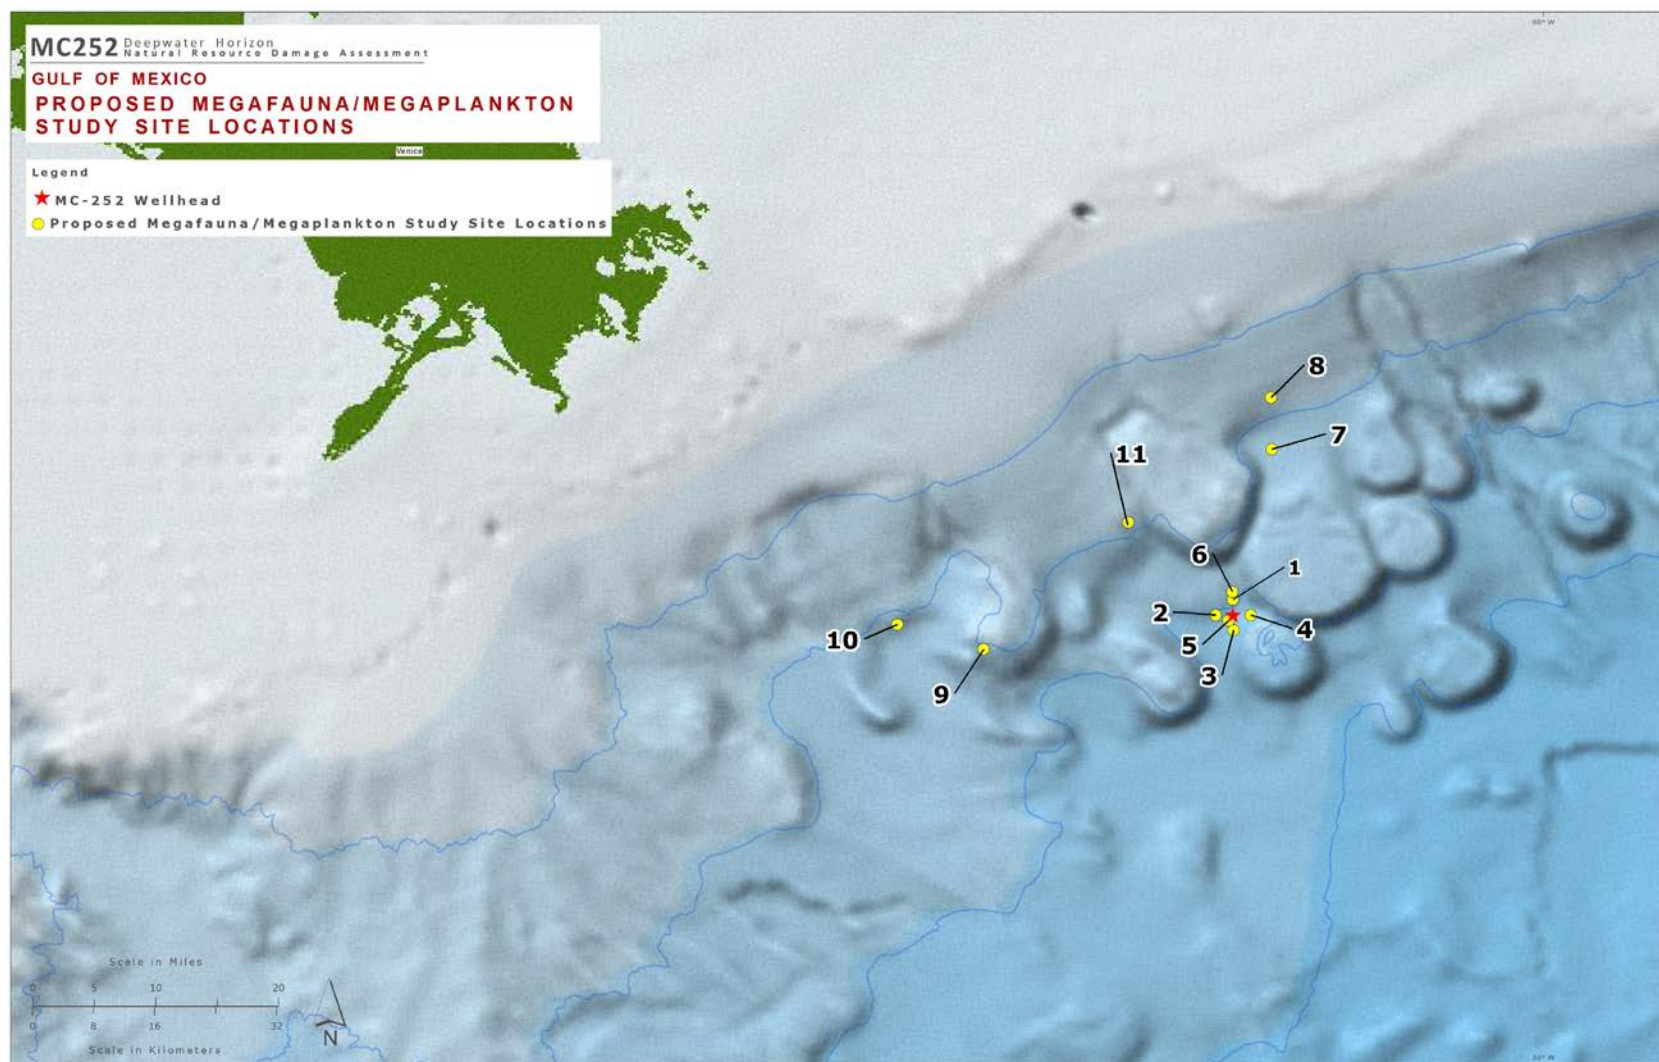 MC252 Deepwater Horizon
Natural Resource Damage Assessment
GULF OF MEXICO
PROPOSED MEGAFAUNA/MEGAPLANKTON
STUDY SITE LOCATIONS
Venice
Legend
MC-252 Wellhead
Proposed Megafauna/Megaplankton Study Site Locations
8
7
11
6
1
2
4
10
5
3
9
Scale in Miles
0 5 10 20
0 8 16 32
Scale in Kilometers
N